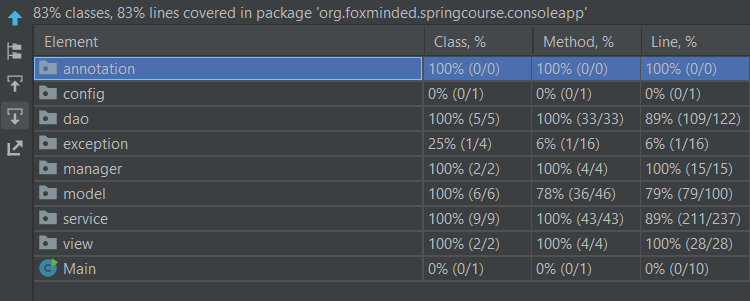 83% classes, 83% lines covered in package 'org.foxminded.springcourse.consoleapp'
Element Class, % Method, % Line, %
annotation 100% (0/0) 100% (0/0) 100% (0/0)
config 0% (0/1) 0% (0/1) 0% (0/1)
dao 100% (5/5) 100% (33/33) 89% (109/122)
exception 25% (1/4) 6% (1/16) 6% (1/16)
manager 100% (2/2) 100% (4/4) 100% (15/15)
model 100% (6/6) 78% (36/46) 79% (79/100)
service 100% (9/9) 100% (43/43) 89% (211/237)
view 100% (2/2) 100% (4/4) 100% (28/28)
Main 0% (0/1) 0% (0/1) 0% (0/10)